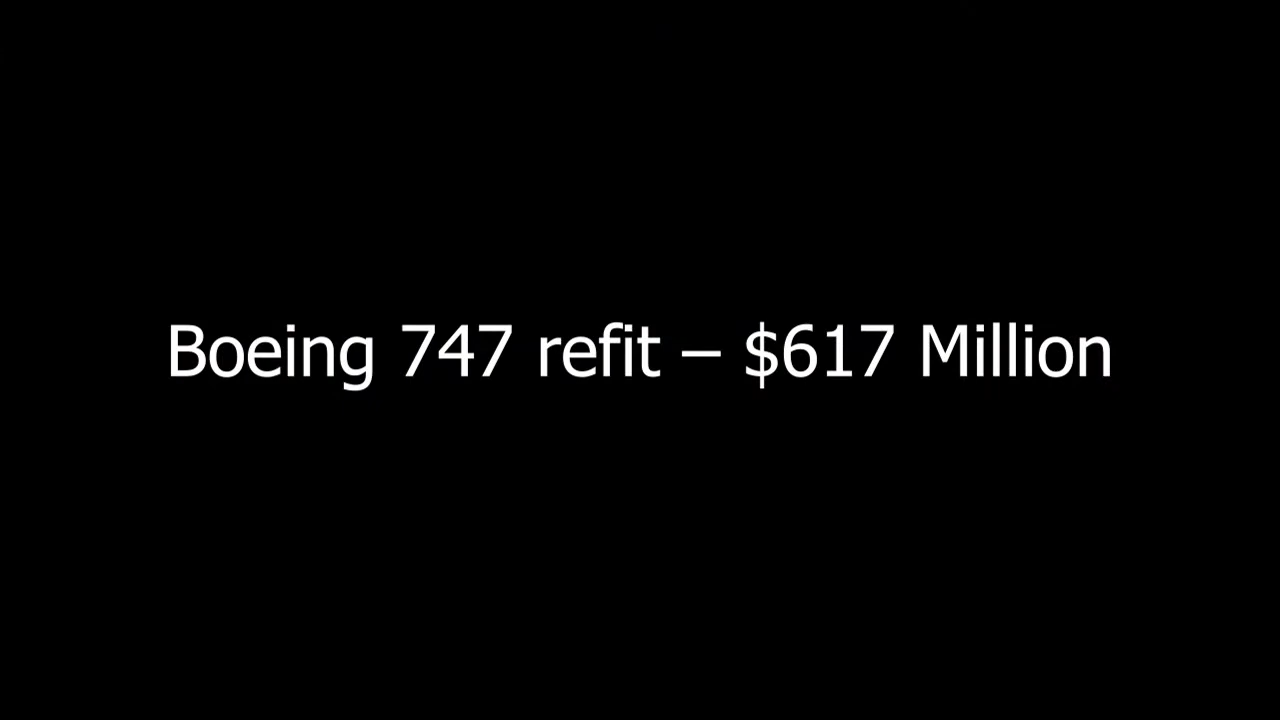 Boeing 747 refit – $617 Million